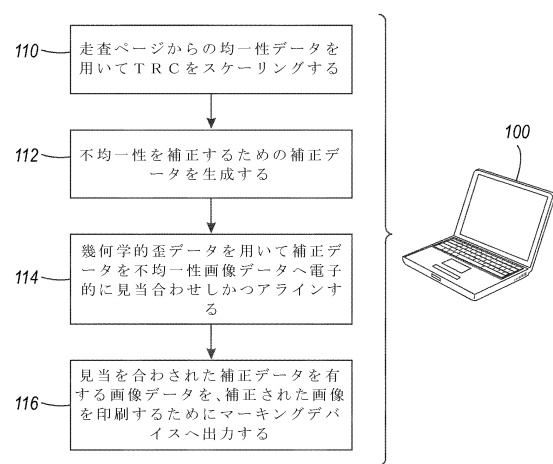 110
走査ページからの均一性データを
用いてTRCをスケーリングする
112
不均一性を補正するための補正デ
ータを生成する
114
幾何学的歪データを用いて補正デ
ータを不均一性画像データへ電子
的に見当合わせしかつアラインす
る
116
見当を合わされた補正データを有
する画像データを、補正された画像
を印刷するためにマーキングデバ
イスへ出力する
100